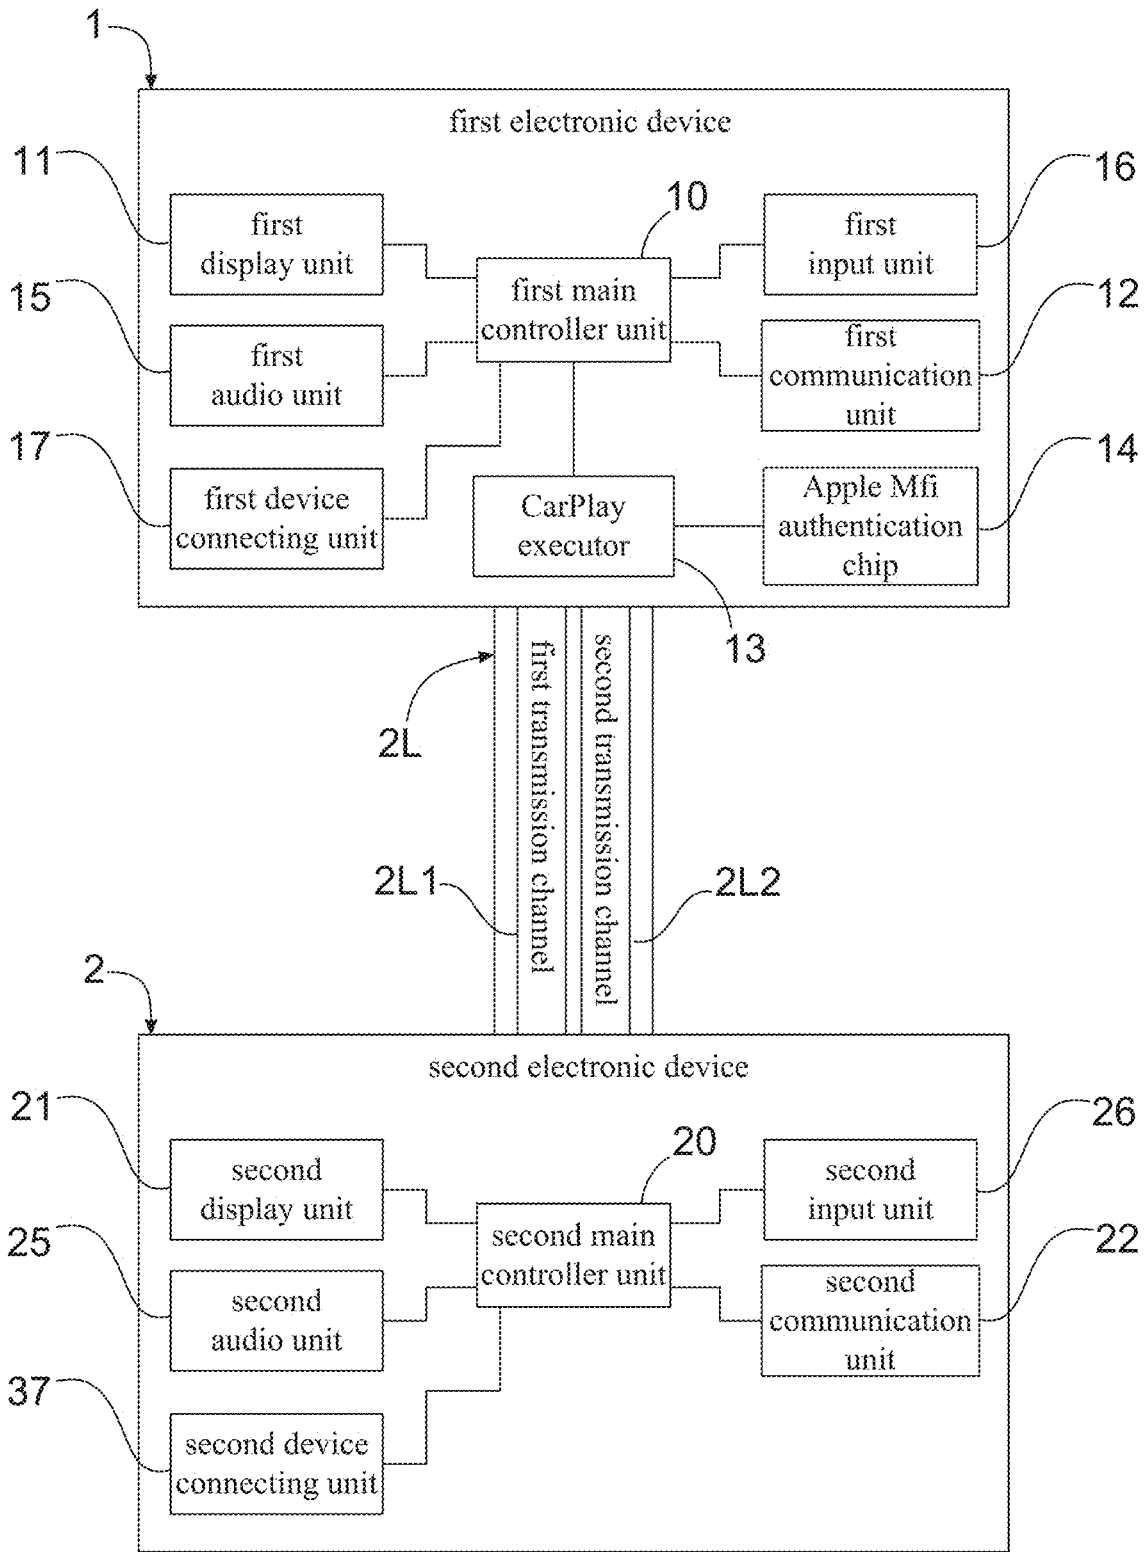 1
first electronic device
11
first
display unit
10
16
first
input unit
15
first
audio unit
first main
controller unit
12
first
communication
unit
17
first device
connecting unit
CarPlay
executor
13
14
Apple Mfi
authentication
chip
2L
first transmission channel
second transmission channel
2L1
2L2
2
second electronic device
21
second
display unit
20
26
second
input unit
25
second
audio unit
second main
controller unit
22
second
communication
unit
37
second device
connecting unit